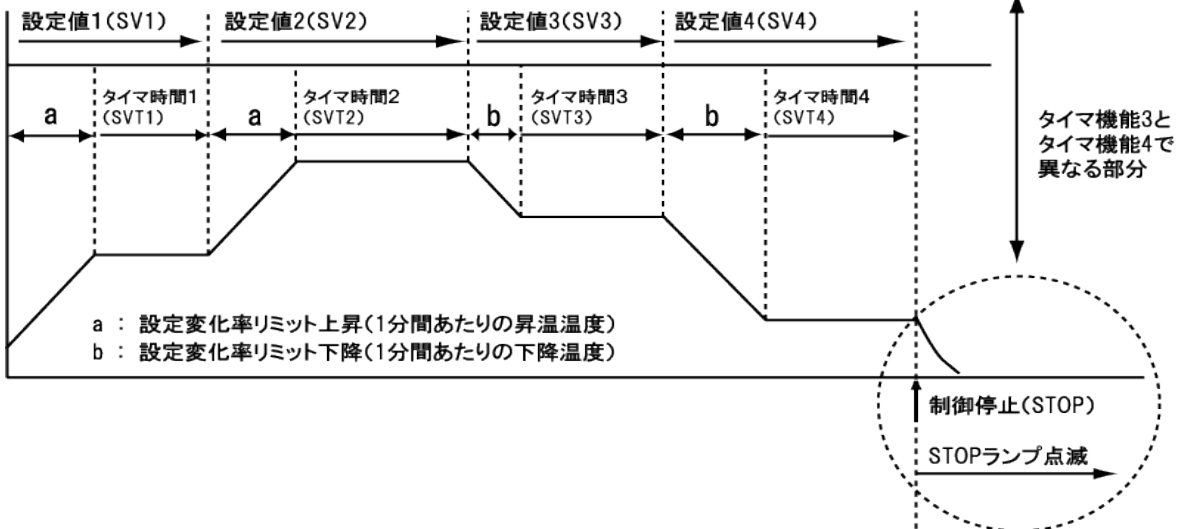 設定値1(SV1)
設定値2(SV2)
設定値3(SV3)
設定値4(SV4)
a
タイマ時間1
(SVT1)
a
タイマ時間2
(SVT2)
b
タイマ時間3
(SVT3)
b
タイマ時間4
(SVT4)
タイマ機能3と
タイマ機能4で
異なる部分
a : 設定変化率リミット上昇(1分間あたりの昇温温度)
b : 設定変化率リミット下降(1分間あたりの下降温度)
制御停止(STOP)
STOPランプ点滅